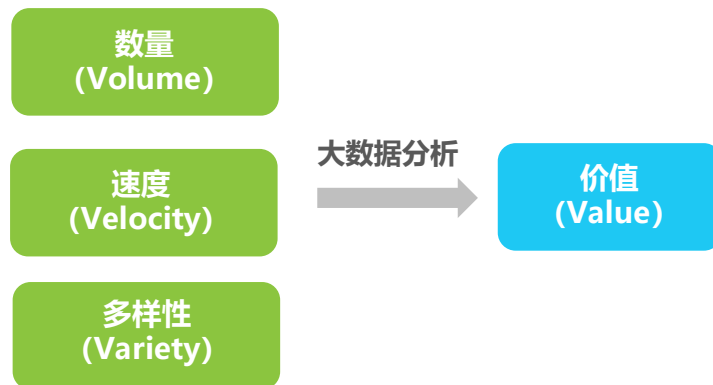 数量
(Volume)
速度
(Velocity)
多样性
(Variety)
大数据分析
价值
(Value)